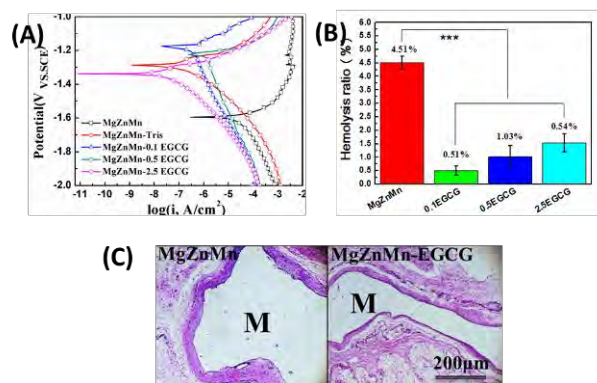 (A)
Potential(V VS.SCE)
-1.0
-1.2
-1.4
-1.6
-1.8
-2.0
MgZnMn
MgZnMn-Tris
MgZnMn-0.1 EGCG
MgZnMn-0.5 EGCG
MgZnMn-2.5 EGCG
-11 -10 -9 -8 -7 -6 -5 -4 -3 -2
log(i, A/cm²)
(B)
Hemolysis ratio (%)
6.0
5.5
5.0
4.5
4.0
3.5
3.0
2.5
2.0
1.5
1.0
0.5
0.0
4.51%
***
0.51%
1.03%
0.54%
MgZnMn
0.1EGCG
0.5EGCG
2.5EGCG
(C)
MgZnMn
MgZnMn-EGCG
M
M
200μm